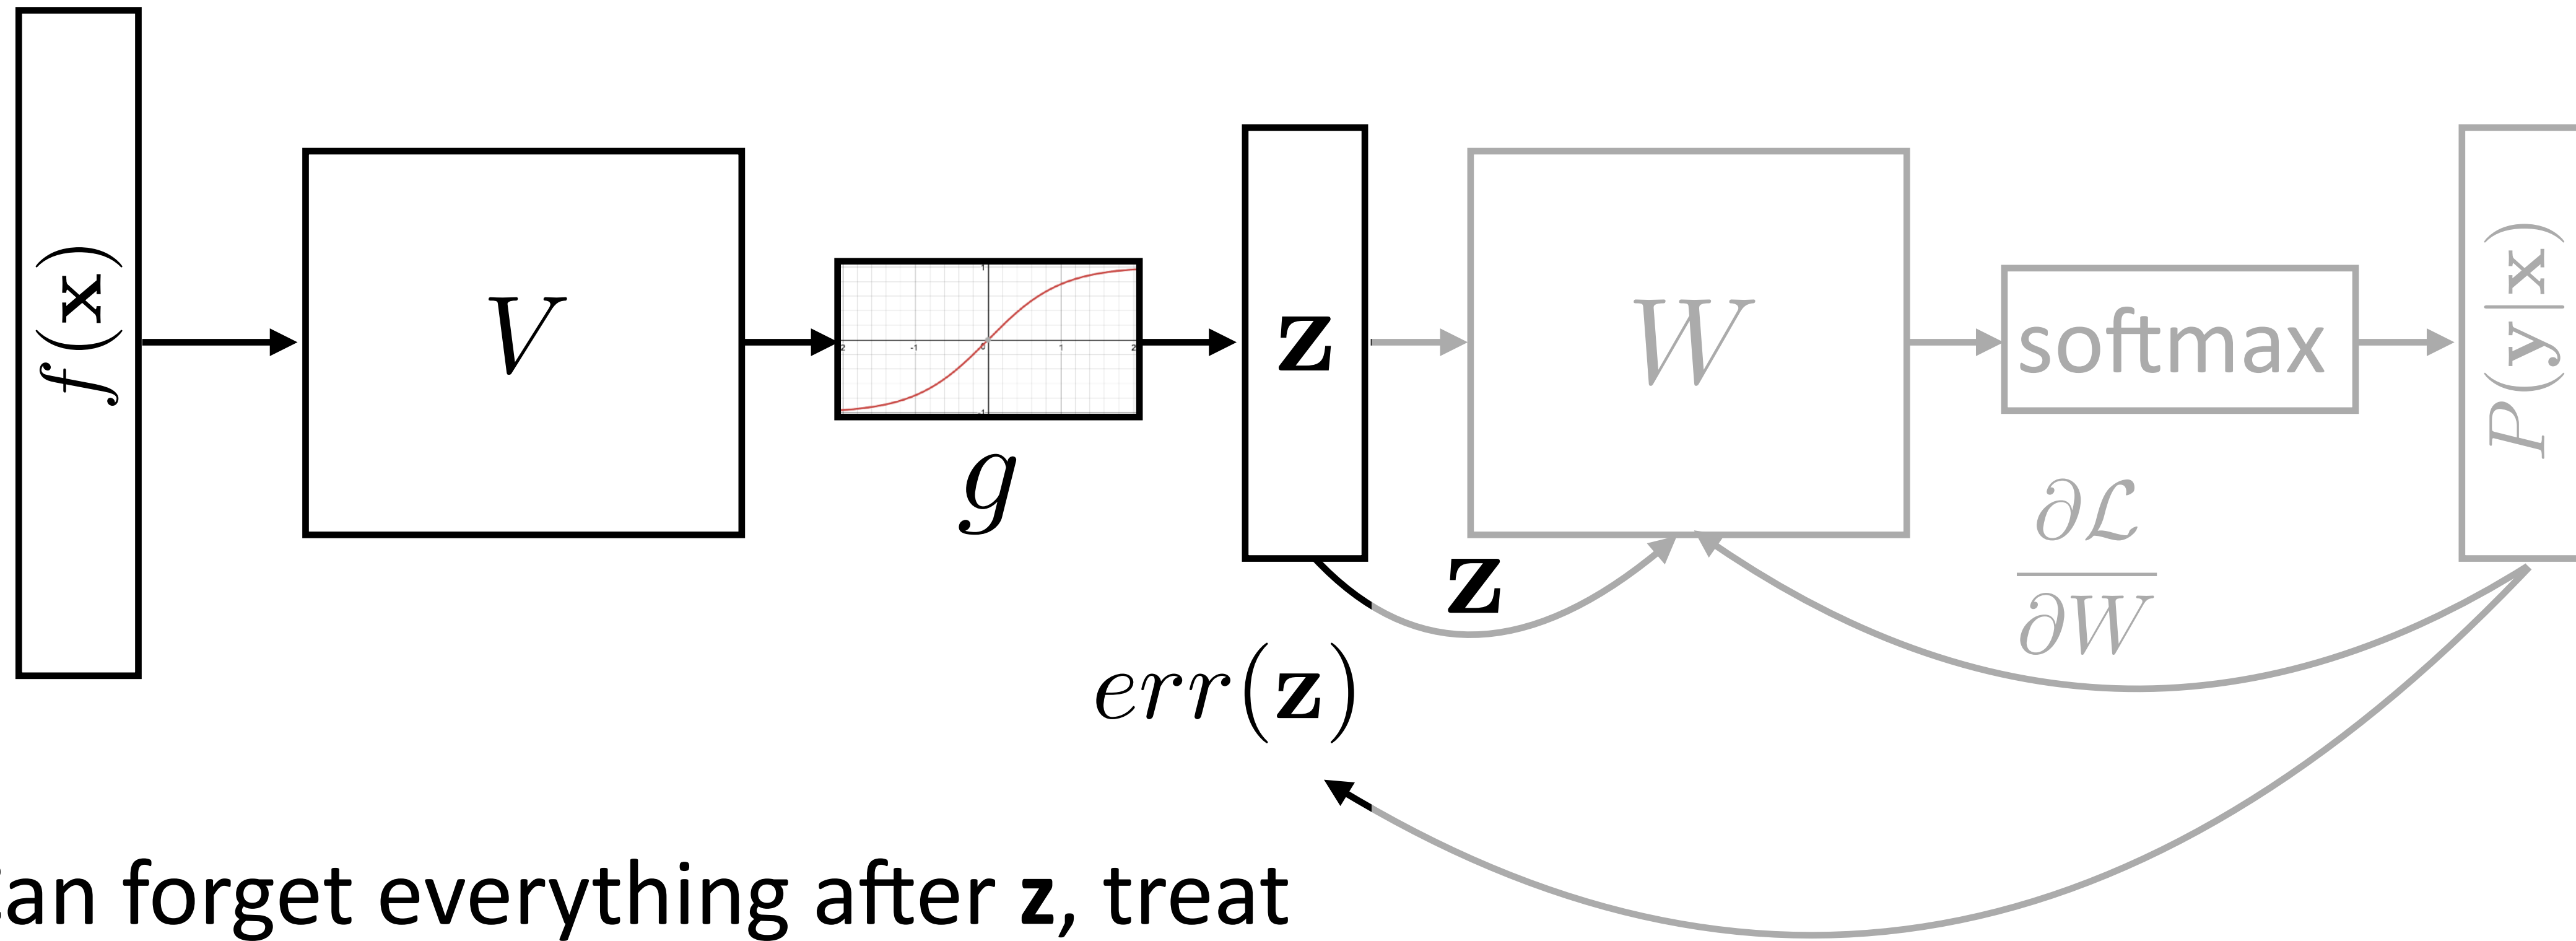 f(x)
V
g
z
W
softmax
P(y|x)
z
∂ℒ
∂W
err(z)
an forget everything after z, treat